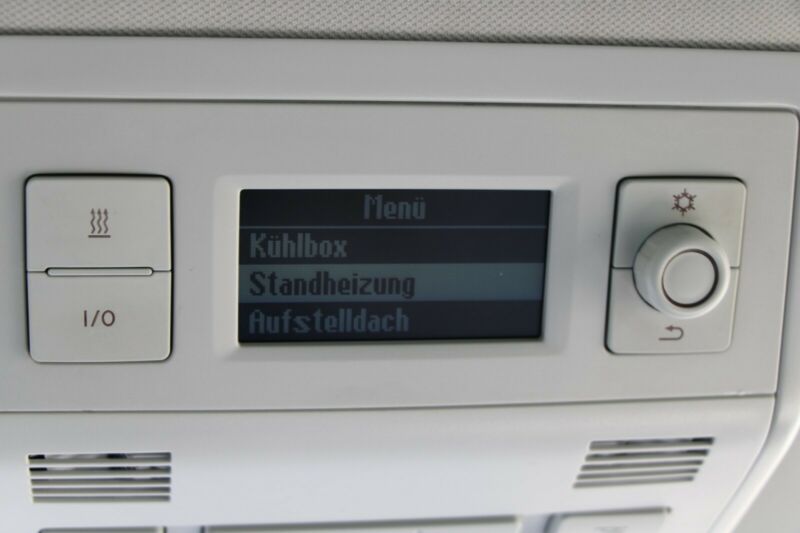 Menü
Kühlbox
Standheizung
Aufstelldach
I/O